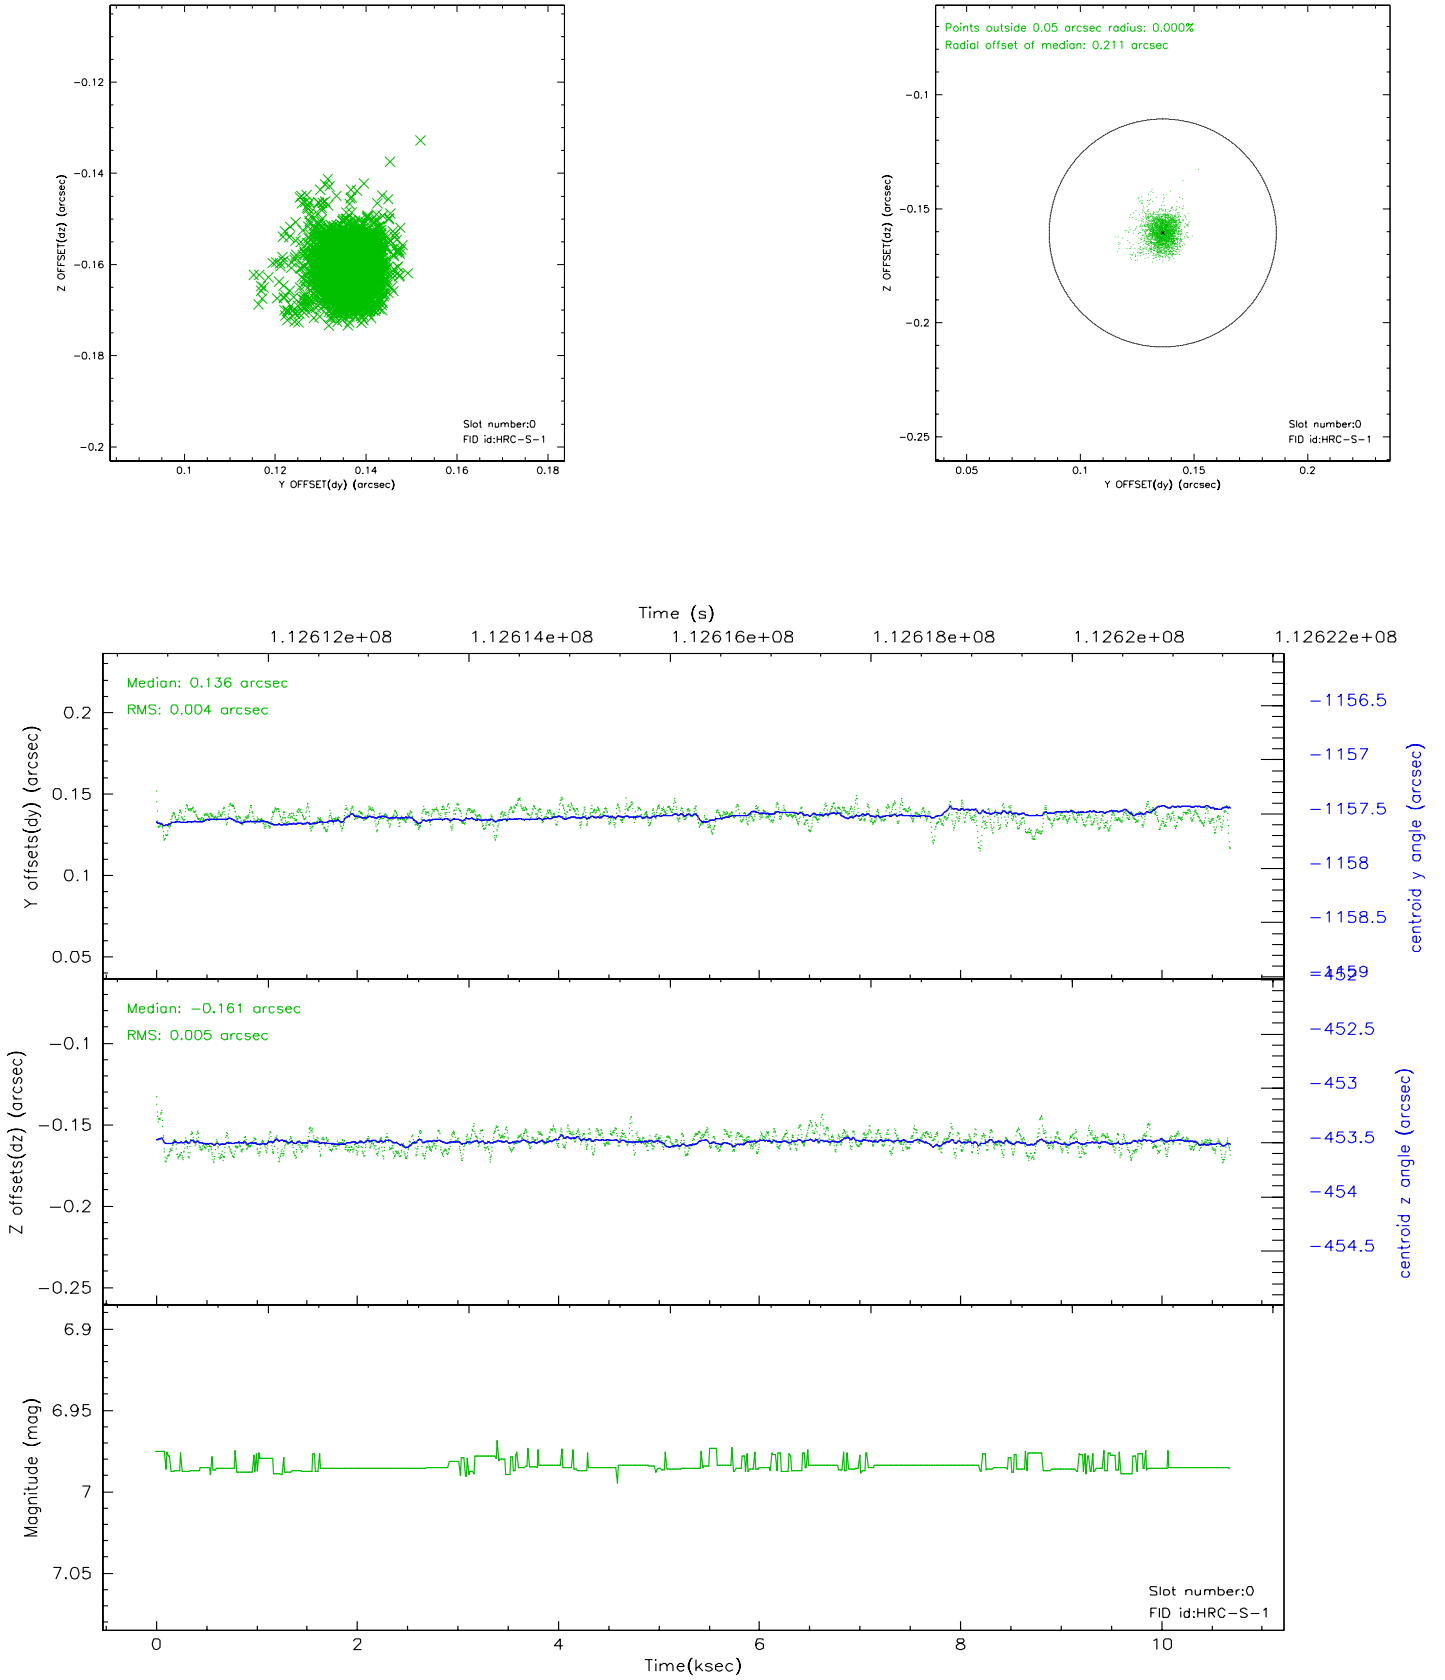 −0.12
−0.14
−0.16
−0.18
−0.2
Z OFFSET(dz) (arcsec)
0.1 0.12 0.14 0.16 0.18
Y OFFSET(dy) (arcsec)
Slot number:0
FID id:HRC−S−1
Points outside 0.05 arcsec radius: 0.000%
Radial offset of median: 0.211 arcsec
−0.1
−0.15
−0.2
−0.25
Z OFFSET(dz) (arcsec)
0.05 0.1 0.15 0.2
Y OFFSET(dy) (arcsec)
Slot number:0
FID id:HRC−S−1
Time (s)
1.12612e+08 1.12614e+08 1.12616e+08 1.12618e+08 1.1262e+08 1.12622e+08
Median: 0.136 arcsec
RMS: 0.004 arcsec
0.2
0.15
0.1
0.05
Y offsets(dy) (arcsec)
−1156.5
−1157
−1157.5
−1158
−1158.5
−1159
centroid y angle (arcsec)
Median: −0.161 arcsec
RMS: 0.005 arcsec
−0.1
−0.15
−0.2
−0.25
Z offsets(dz) (arcsec)
−452
−452.5
−453
−453.5
−454
−454.5
centroid z angle (arcsec)
6.9
6.95
7
7.05
Magnitude (mag)
Slot number:0
FID id:HRC−S−1
0 2 4 6 8 10
Time(ksec)